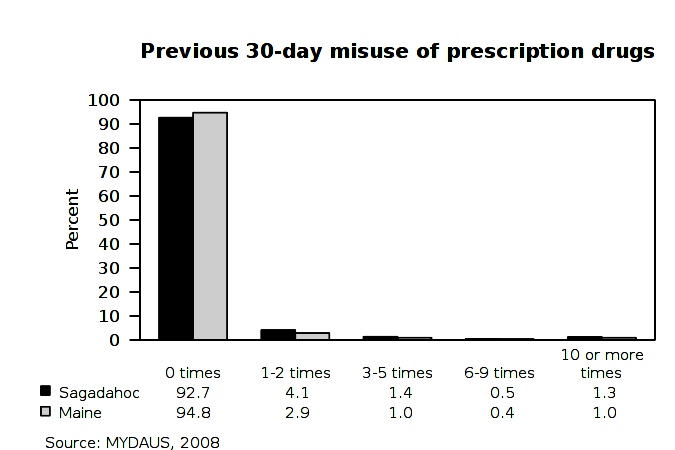 Previous 30-day misuse of prescription drugs
100
90
80
70
60
50
40
30
20
10
0
Percent
0 times 1-2 times 3-5 times 6-9 times 10 or more times
Sagadahoc 92.7 4.1 1.4 0.5 1.3
Maine 94.8 2.9 1.0 0.4 1.0
Source: MYDAUS, 2008